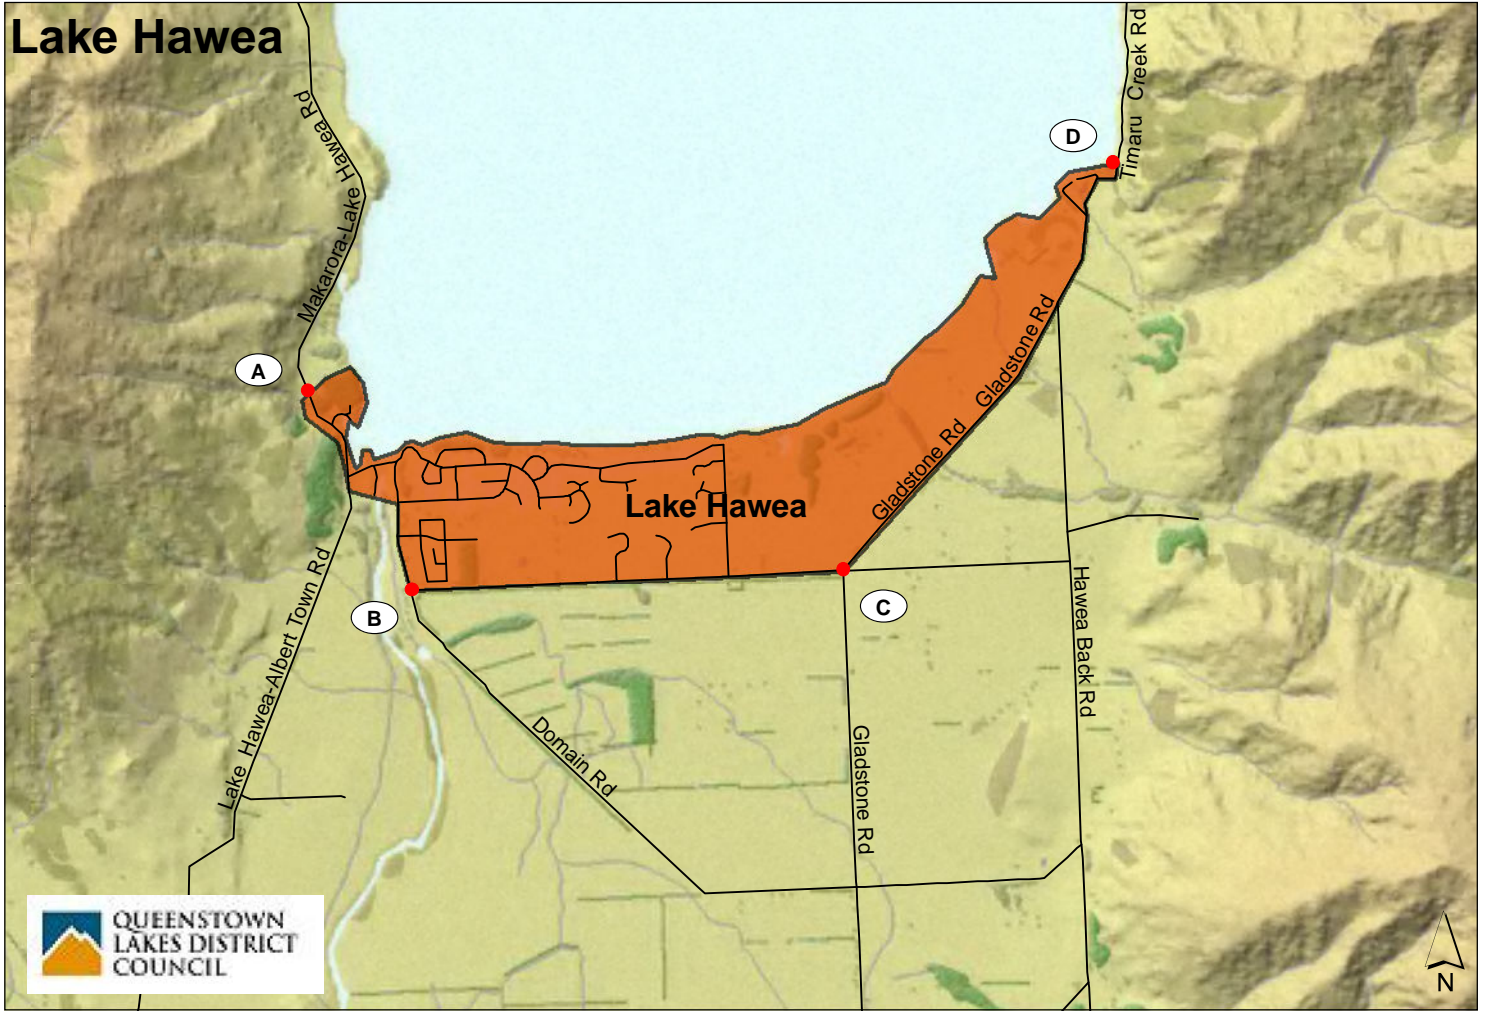 Lake Hawea
Makarora-Lake Hawea Rd
Timaru Creek Rd
D
A
Gladstone Rd
Gladstone Rd
Lake Hawea
B
C
Lake Hawea-Albert Town Rd
Hawea Back Rd
Domain Rd
Gladstone Rd
QUEENSTOWN
LAKES DISTRICT
COUNCIL
N